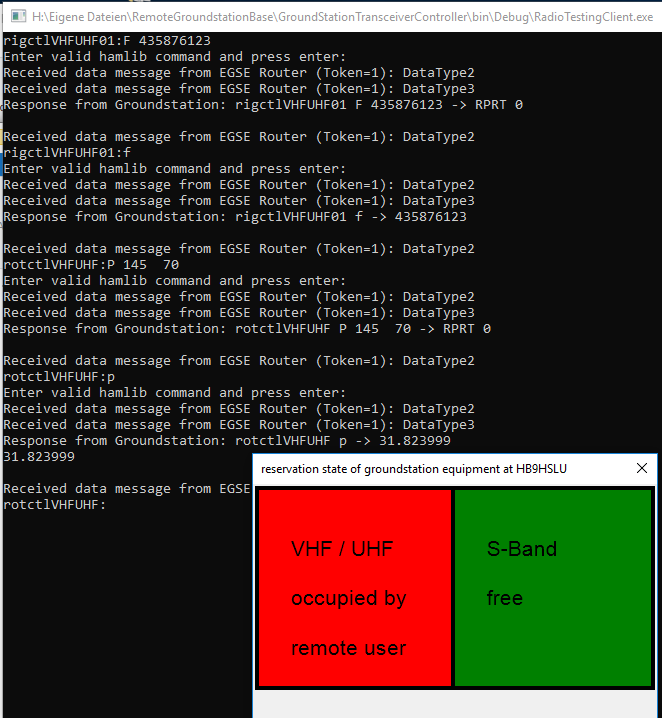 H:\Eigene Dateien\RemoteGroundstationBase\GroundStationTransceiverController\bin\Debug\RadioTestingClient.exe
rigctlVHFUHF01:F 435876123
Enter valid hamlib command and press enter:
Received data message from EGSE Router (Token=1): DataType2
Received data message from EGSE Router (Token=1): DataType3
Response from Groundstation: rigctlVHFUHF01 F 435876123 -> RPRT 0
Received data message from EGSE Router (Token=1): DataType2
rigctlVHFUHF01:f
Enter valid hamlib command and press enter:
Received data message from EGSE Router (Token=1): DataType2
Received data message from EGSE Router (Token=1): DataType3
Response from Groundstation: rigctlVHFUHF01 f -> 435876123
Received data message from EGSE Router (Token=1): DataType2
rotctlVHFUHF:P 145  70
Enter valid hamlib command and press enter:
Received data message from EGSE Router (Token=1): DataType2
Received data message from EGSE Router (Token=1): DataType3
Response from Groundstation: rotctlVHFUHF P 145  70 -> RPRT 0
Received data message from EGSE Router (Token=1): DataType2
rotctlVHFUHF:p
Enter valid hamlib command and press enter:
Received data message from EGSE Router (Token=1): DataType2
Received data message from EGSE Router (Token=1): DataType3
Response from Groundstation: rotctlVHFUHF p -> 31.823999
31.823999
Received data message from EGSE
rotctlVHFUHF:
reservation state of groundstation equipment at HB9HSLU
VHF / UHF
occupied by
remote user
S-Band
free